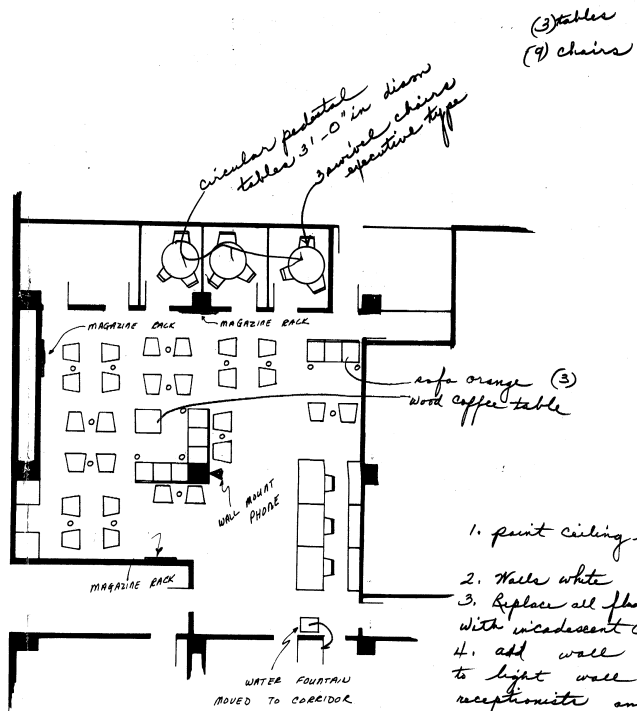 (3) tables
(9) chairs
circular pedestal
tables 3'-0" in diam
3 swivel chairs
executive type
MAGAZINE RACK
MAGAZINE RACK
sofa orange (3)
wood coffee table
WALL MOUNT
PHONE
MAGAZINE RACK
1. paint ceiling
2. Walls white
3. Replace all
with incadescent
4. add wall
to light wall
receptionists
WATER FOUNTAIN
MOVED TO CORRIDOR